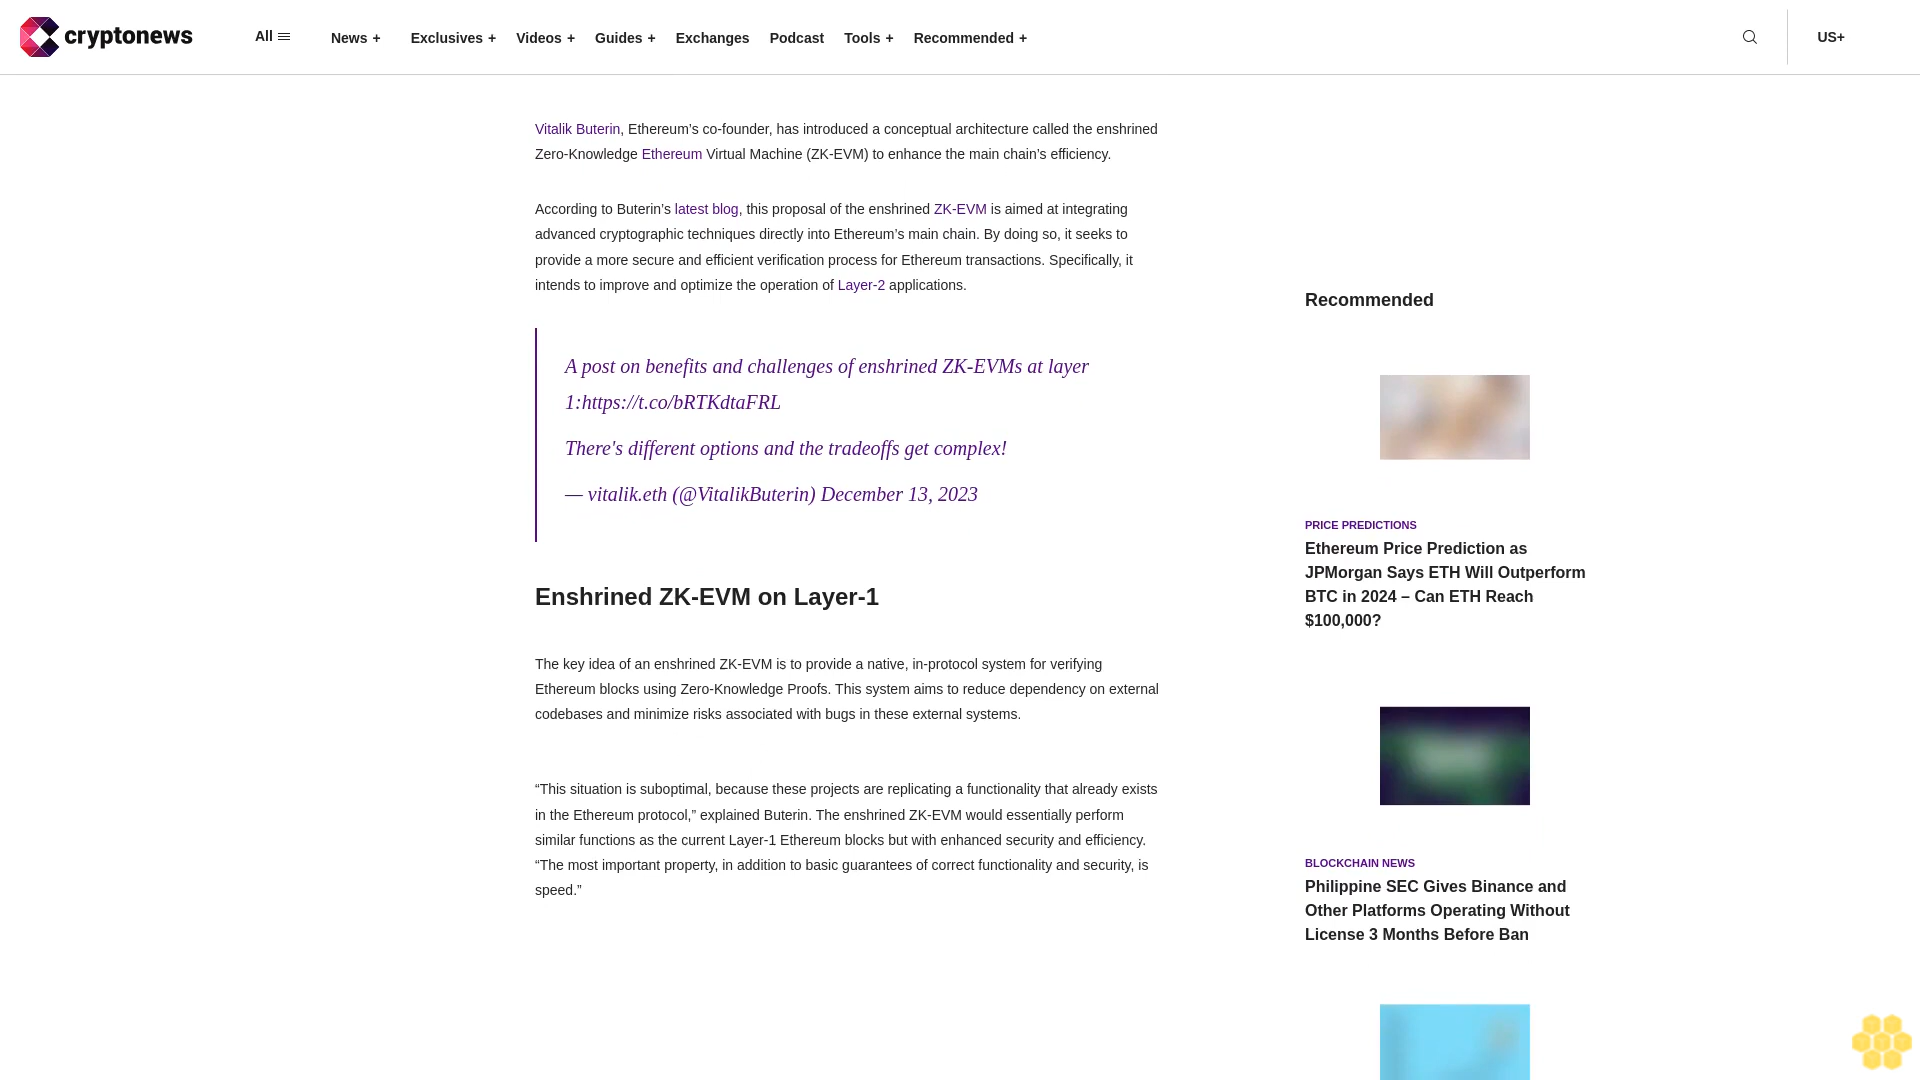 cryptonews
All
News +
Exclusives +
Videos +
Guides +
Exchanges
Podcast
Tools +
Recommended +
US+
Vitalik Buterin, Ethereum’s co-founder, has introduced a conceptual architecture called the enshrined
Zero-Knowledge Ethereum Virtual Machine (ZK-EVM) to enhance the main chain’s efficiency.
According to Buterin’s latest blog, this proposal of the enshrined ZK-EVM is aimed at integrating
advanced cryptographic techniques directly into Ethereum’s main chain. By doing so, it seeks to
provide a more secure and efficient verification process for Ethereum transactions. Specifically, it
intends to improve and optimize the operation of Layer-2 applications.
A post on benefits and challenges of enshrined ZK-EVMs at layer
1:https://t.co/bRTKdtaFRL
There's different options and the tradeoffs get complex!
— vitalik.eth (@VitalikButerin) December 13, 2023
Enshrined ZK-EVM on Layer-1
The key idea of an enshrined ZK-EVM is to provide a native, in-protocol system for verifying
Ethereum blocks using Zero-Knowledge Proofs. This system aims to reduce dependency on external
codebases and minimize risks associated with bugs in these external systems.
“This situation is suboptimal, because these projects are replicating a functionality that already exists
in the Ethereum protocol,” explained Buterin. The enshrined ZK-EVM would essentially perform
similar functions as the current Layer-1 Ethereum blocks but with enhanced security and efficiency.
“The most important property, in addition to basic guarantees of correct functionality and security, is
speed.”
Recommended
PRICE PREDICTIONS
Ethereum Price Prediction as
JPMorgan Says ETH Will Outperform
BTC in 2024 – Can ETH Reach
$100,000?
BLOCKCHAIN NEWS
Philippine SEC Gives Binance and
Other Platforms Operating Without
License 3 Months Before Ban